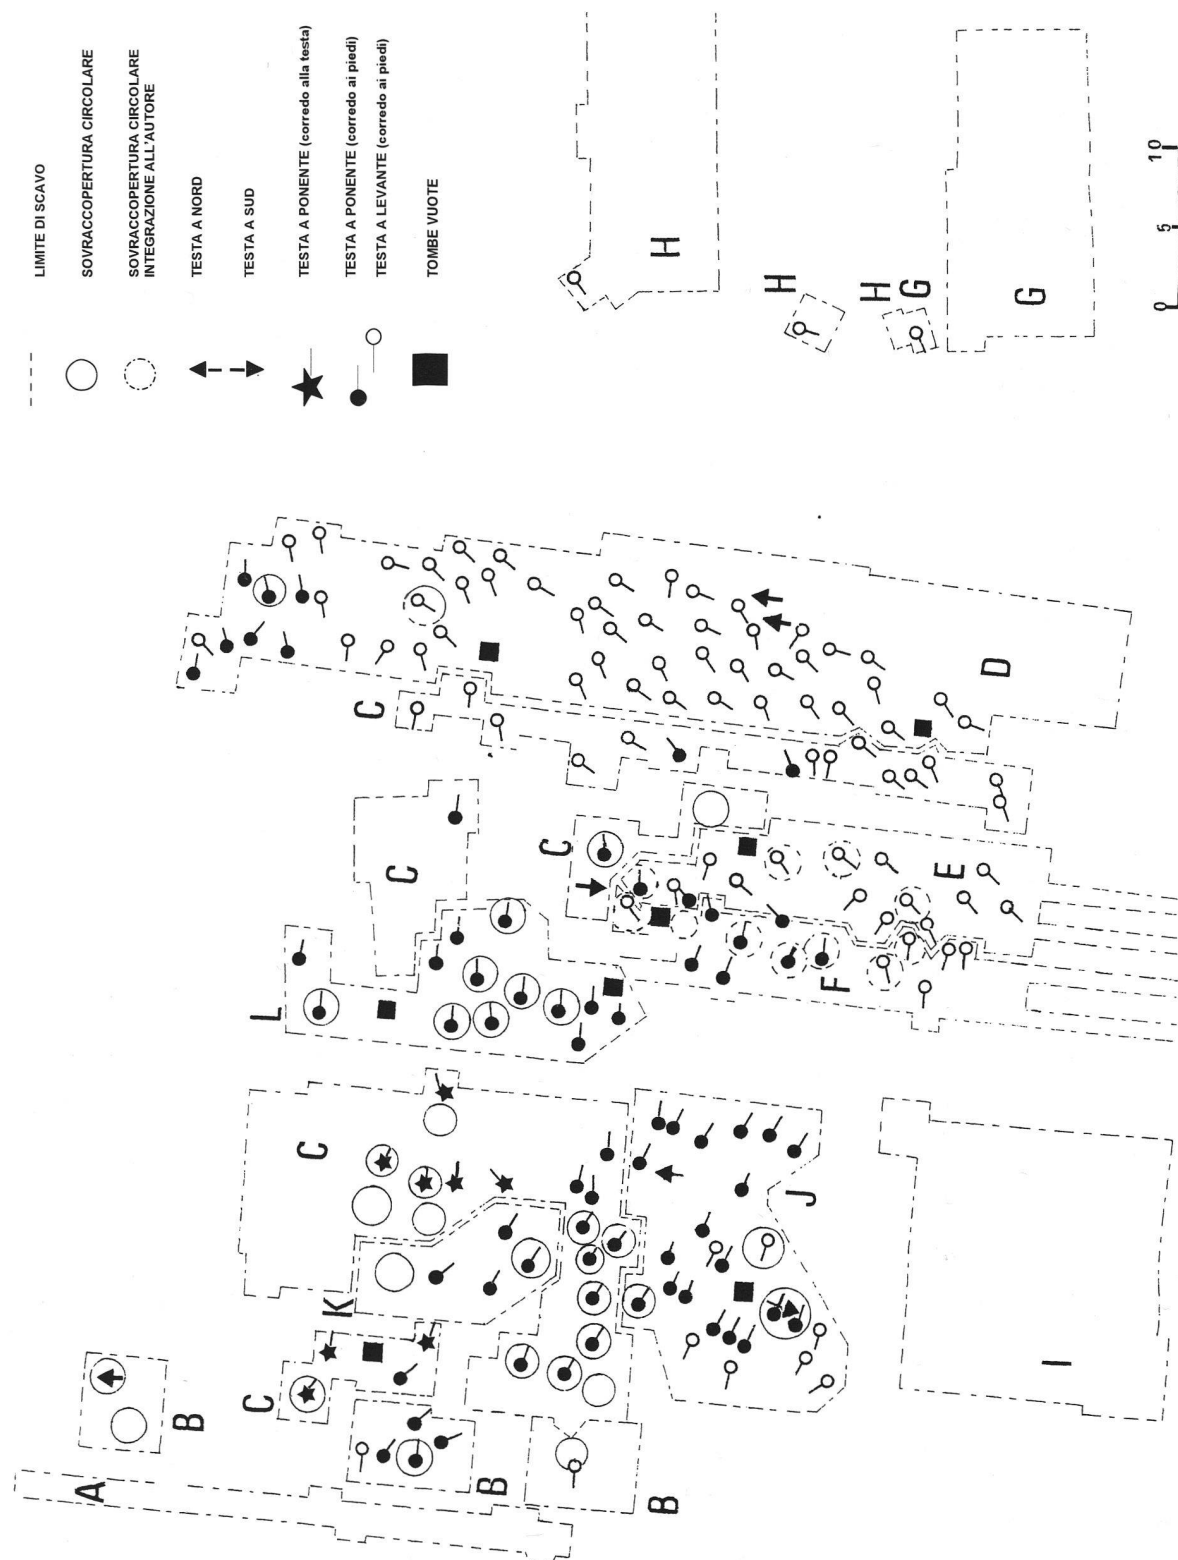 LIMITE DI SCAVO
SOVRACCOPERTURA CIRCOLARE
SOVRACCOPERTURA CIRCOLARE
INTEGRAZIONE ALL'AUTORE
TESTA A NORD
TESTA A SUD
TESTA A PONENTE (corredo alla testa)
TESTA A PONENTE (corredo ai piedi)
TESTA A LEVANTE (corredo ai piedi)
TOMBE VUOTE
H
H
H
G
G
0 5 10
C
D
C
C
E
L
F
C
K
J
C
B
I
A
B
B